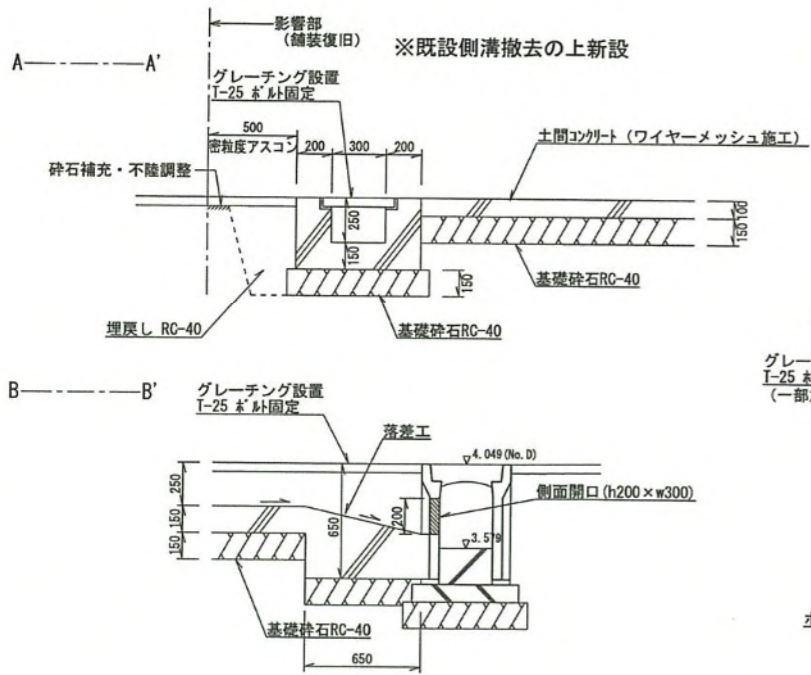 影響部
(舗装復旧)
※既設側溝撤去の上新設
A A'
グレーチング設置
T-25 ボルト固定
500
密粒度アスコン
200 300 200
土間コンクリート(ワイヤーメッシュ施工)
砕石補充・不陸調整
250
150
150
100
150
基礎砕石RC-40
埋戻し RC-40
基礎砕石RC-40
B B'
グレーチング設置
T-25 ボルト固定
落差工
4.049(No.D)
250
150
150
650
200
側面開口(h200×w300)
3.579
基礎砕石RC-40
650
グレー
T-25
(一部